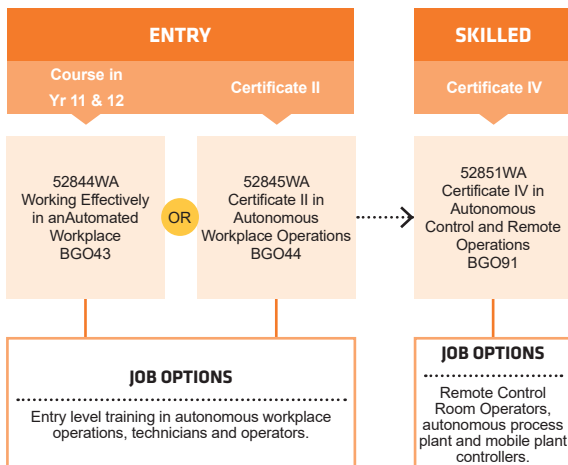 ENTRY
SKILLED
Course in
Yr 11 & 12
Certificate II
Certificate IV
52844WA
Working Effectively
in anAutomated
Workplace
BGO43
OR
52845WA
Certificate II in
Autonomous
Workplace Operations
BGO44
52851WA
Certificate IV in
Autonomous
Control and Remote
Operations
BGO91
JOB OPTIONS
Entry level training in autonomous workplace
operations, technicians and operators.
JOB OPTIONS
Remote Control
Room Operators,
autonomous process
plant and mobile plant
controllers.